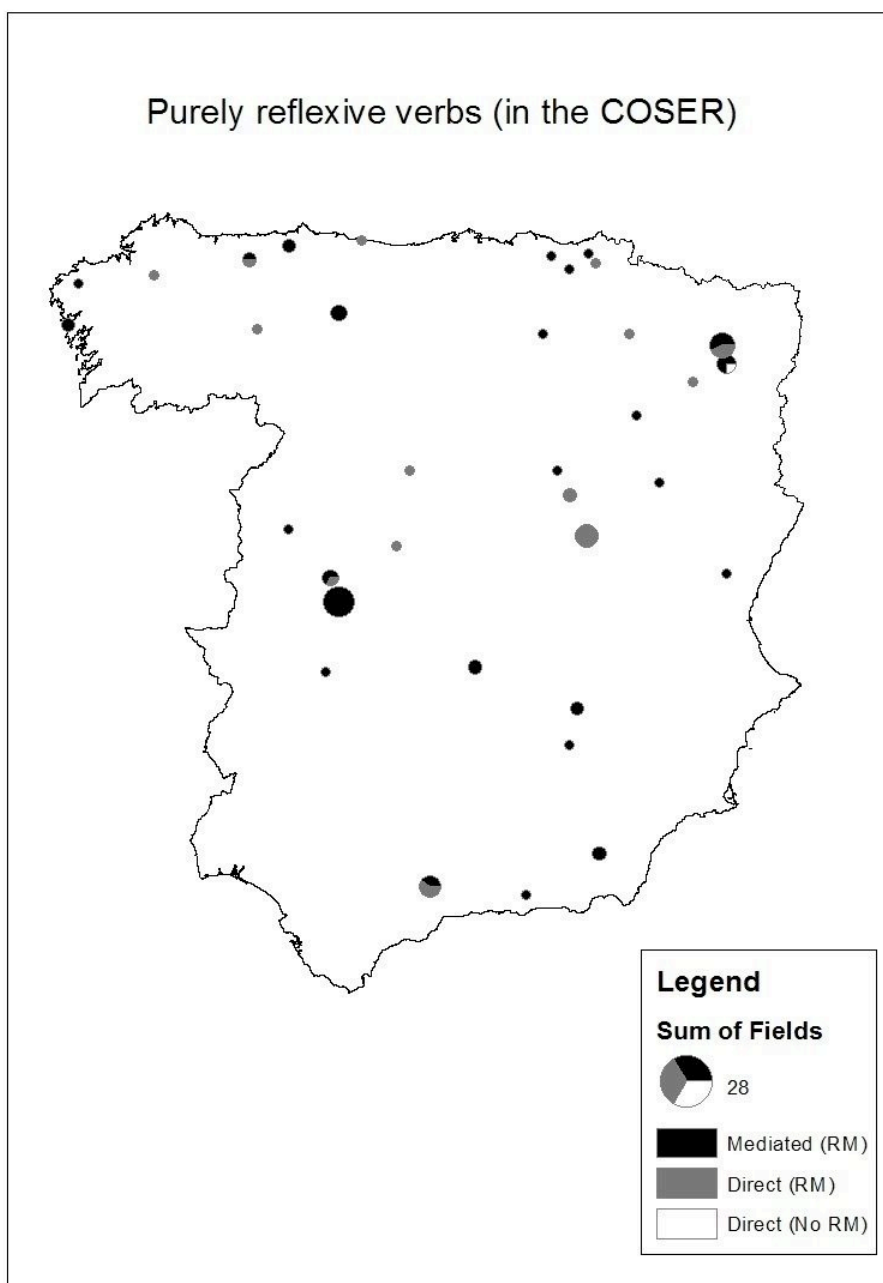 Purely reflexive verbs (in the COSER)
Legend
Sum of Fields
28
Mediated (RM)
Direct (RM)
Direct (No RM)